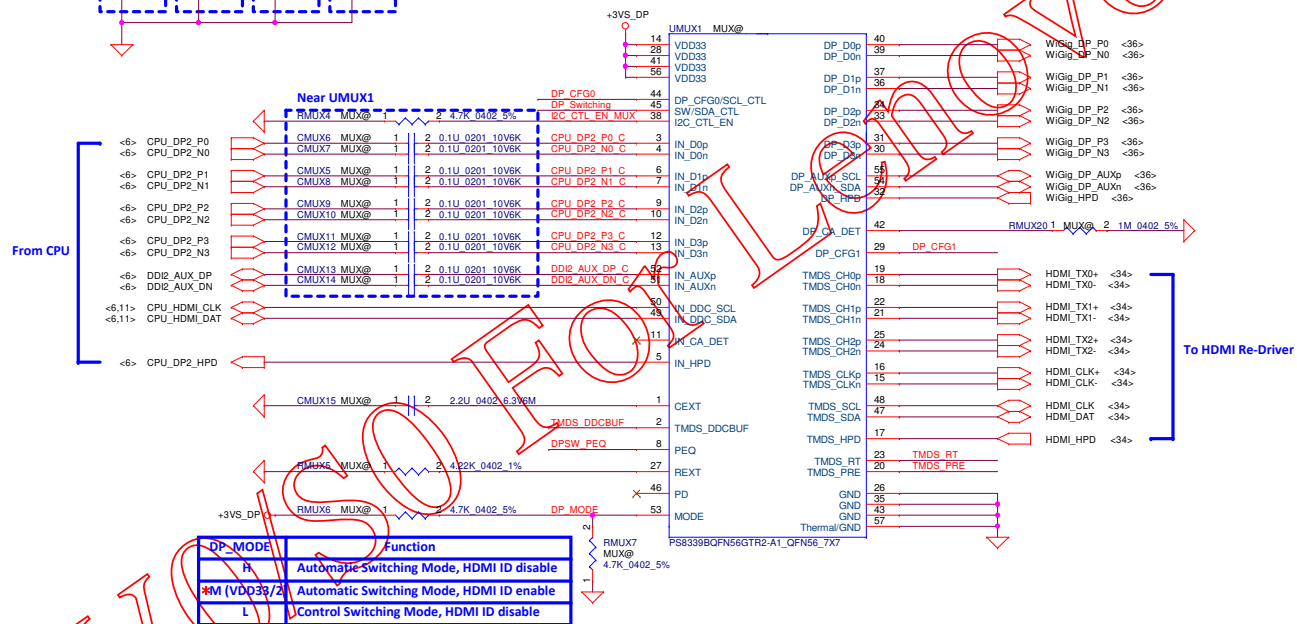 +3VS_DP
UMUX1 MUX@
14 VDD33 DP_D0p 40 WiGig_DP_P0 <36>
28 VDD33 DP_D0n 39 WiGig_DP_N0 <36>
41 VDD33
56 VDD33 DP_D1p 37 WiGig_DP_P1 <36>
DP_D1n 36 WiGig_DP_N1 <36>
Near UMUX1
DP_CFG0 44 DP_CFG0/SCL_CTL
DP_Switching 45 SW/SDA_CTL DP_D2p 34 WiGig_DP_P2 <36>
RMUX4 MUX@ 1 2 4.7K_0402_5% I2C_CTL_EN_MUX 38 I2C_CTL_EN DP_D2n 33 WiGig_DP_N2 <36>
<6> CPU_DP2_P0 CMUX6 MUX@ 1 2 0.1U_0201_10V6K CPU_DP2_P0_C 3 IN_D0p DP_D3p 31 WiGig_DP_P3 <36>
<6> CPU_DP2_N0 CMUX7 MUX@ 1 2 0.1U_0201_10V6K CPU_DP2_N0_C 4 IN_D0n DP_D3n 30 WiGig_DP_N3 <36>
<6> CPU_DP2_P1 CMUX5 MUX@ 1 2 0.1U_0201_10V6K CPU_DP2_P1_C 6 IN_D1p DP_AUXp_SCL 55 WiGig_DP_AUXp <36>
<6> CPU_DP2_N1 CMUX8 MUX@ 1 2 0.1U_0201_10V6K CPU_DP2_N1_C 7 IN_D1n DP_AUXn_SDA 54 WiGig_DP_AUXn <36>
DP_HPD 32 WiGig_HPD <36>
<6> CPU_DP2_P2 CMUX9 MUX@ 1 2 0.1U_0201_10V6K CPU_DP2_P2_C 9 IN_D2p
<6> CPU_DP2_N2 CMUX10 MUX@ 1 2 0.1U_0201_10V6K CPU_DP2_N2_C 10 IN_D2n
DP_CA_DET 42 RMUX20 1 MUX@ 2 1M_0402_5%
<6> CPU_DP2_P3 CMUX11 MUX@ 1 2 0.1U_0201_10V6K CPU_DP2_P3_C 12 IN_D3p
<6> CPU_DP2_N3 CMUX12 MUX@ 1 2 0.1U_0201_10V6K CPU_DP2_N3_C 13 IN_D3n DP_CFG1 29 DP_CFG1
From CPU
<6> DDI2_AUX_DP CMUX13 MUX@ 1 2 0.1U_0201_10V6K DDI2_AUX_DP_C 52 IN_AUXp TMDS_CH0p 19 HDMI_TX0+ <34>
<6> DDI2_AUX_DN CMUX14 MUX@ 1 2 0.1U_0201_10V6K DDI2_AUX_DN_C 51 IN_AUXn TMDS_CH0n 18 HDMI_TX0- <34>
<6,11> CPU_HDMI_CLK 50 IN_DDC_SCL TMDS_CH1p 22 HDMI_TX1+ <34>
<6,11> CPU_HDMI_DAT 49 IN_DDC_SDA TMDS_CH1n 21 HDMI_TX1- <34>
11 IN_CA_DET TMDS_CH2p 25 HDMI_TX2+ <34>
TMDS_CH2n 24 HDMI_TX2- <34>
To HDMI Re-Driver
<6> CPU_DP2_HPD 5 IN_HPD
TMDS_CLKp 16 HDMI_CLK+ <34>
TMDS_CLKn 15 HDMI_CLK- <34>
CMUX15 MUX@ 1 2 2.2U_0402_6.3V6M 1 CEXT TMDS_SCL 48 HDMI_CLK <34>
TMDS_SDA 47 HDMI_DAT <34>
TMDS_DDCBUF 2 TMDS_DDCBUF
TMDS_HPD 17 HDMI_HPD <34>
DPSW_PEQ 8 PEQ
TMDS_RT 23 TMDS_RT
RMUX5 MUX@ 1 2 4.22K_0402_1% 27 REXT TMDS_PRE 20 TMDS_PRE
46 PD GND 26
GND 35
+3VS_DP RMUX6 MUX@ 1 2 4.7K_0402_5% DP_MODE 53 MODE GND 43
Thermal/GND 57
PS8339BQFN56GTR2-A1_QFN56_7X7
2 RMUX7
MUX@
4.7K_0402_5%
1
DP_MODE Function
H Automatic Switching Mode, HDMI ID disable
*M (VDD33/2) Automatic Switching Mode, HDMI ID enable
L Control Switching Mode, HDMI ID disable
SO For Lenovo